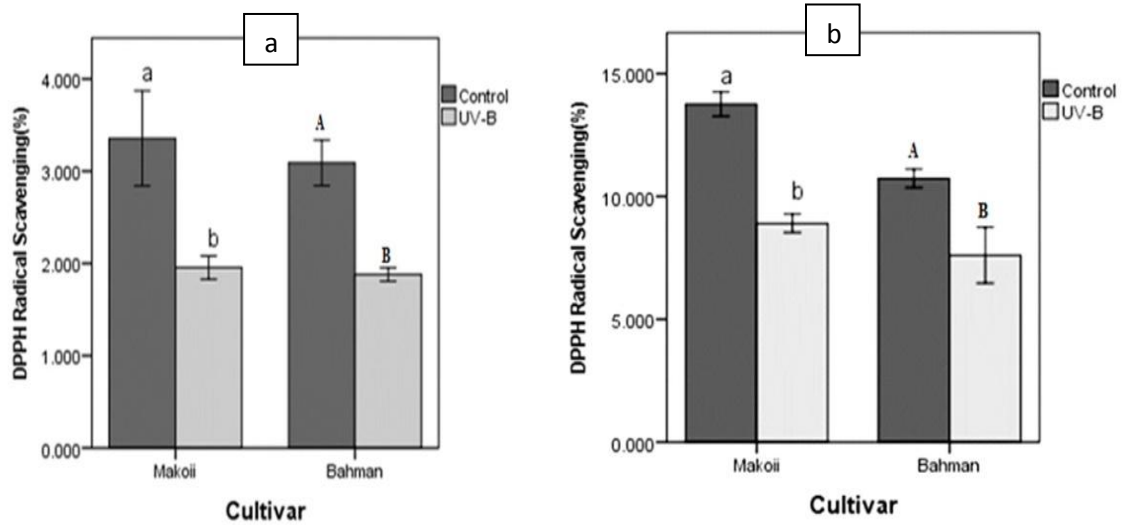 a
DPPH Radical Scavenging(%)
4.000
3.000
2.000
1.000
0.000
a
b
A
B
Control
UV-B
Makoii
Bahman
Cultivar
b
DPPH Radical Scavenging(%)
15.000
10.000
5.000
0.000
a
b
A
B
Control
UV-B
Makoii
Bahman
Cultivar